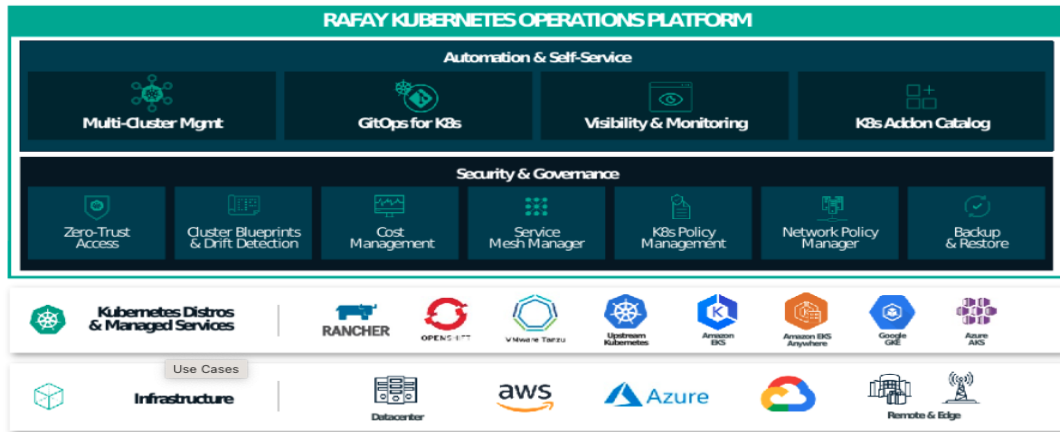 RAFAY KUBERNETES OPERATIONS PLATFORM
Automation & Self-Service
Multi-Cluster Mgmt
GitOps for K8s
Visibility & Monitoring
K8s Addon Catalog
Security & Governance
Zero-Trust
Access
Cluster Blueprints
& Drift Detection
Cost
Management
Service
Mesh Manager
K8s Policy
Management
Network Policy
Manager
Backup
& Restore
Kubernetes Distros
& Managed Services
RANCHER
OPENSHIFT
VMware Tanzu
Upstream
Kubernetes
Amazon
EKS
Amazon EKS
Anywhere
Google
GKE
Azure
AKS
Use Cases
Infrastructure
Datacenter
aws
Azure
Remote & Edge